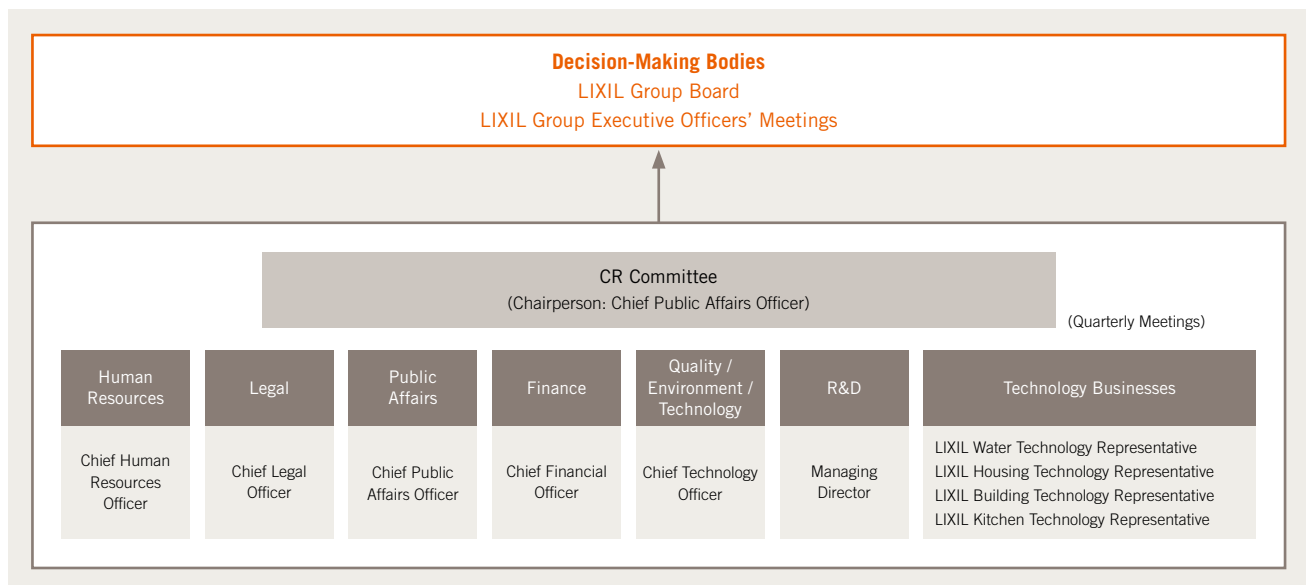 Decision-Making Bodies
LIXIL Group Board
LIXIL Group Executive Officers’ Meetings
CR Committee
(Chairperson: Chief Public Affairs Officer)
(Quarterly Meetings)
Human
Resources
Chief Human
Resources
Officer
Legal
Chief Legal
Officer
Public
Affairs
Chief Public
Affairs Officer
Finance
Chief Financial
Officer
Quality /
Environment /
Technology
Chief Technology
Officer
R&D
Managing
Director
Technology Businesses
LIXIL Water Technology Representative
LIXIL Housing Technology Representative
LIXIL Building Technology Representative
LIXIL Kitchen Technology Representative